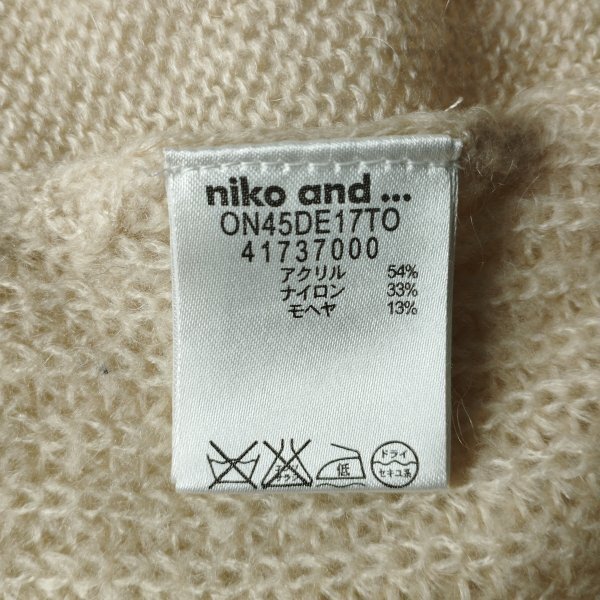 niko and ...
ON45DE17TO
41737000
アクリル 54%
ナイロン 33%
モヘヤ 13%
低
ドライ
セキユ系